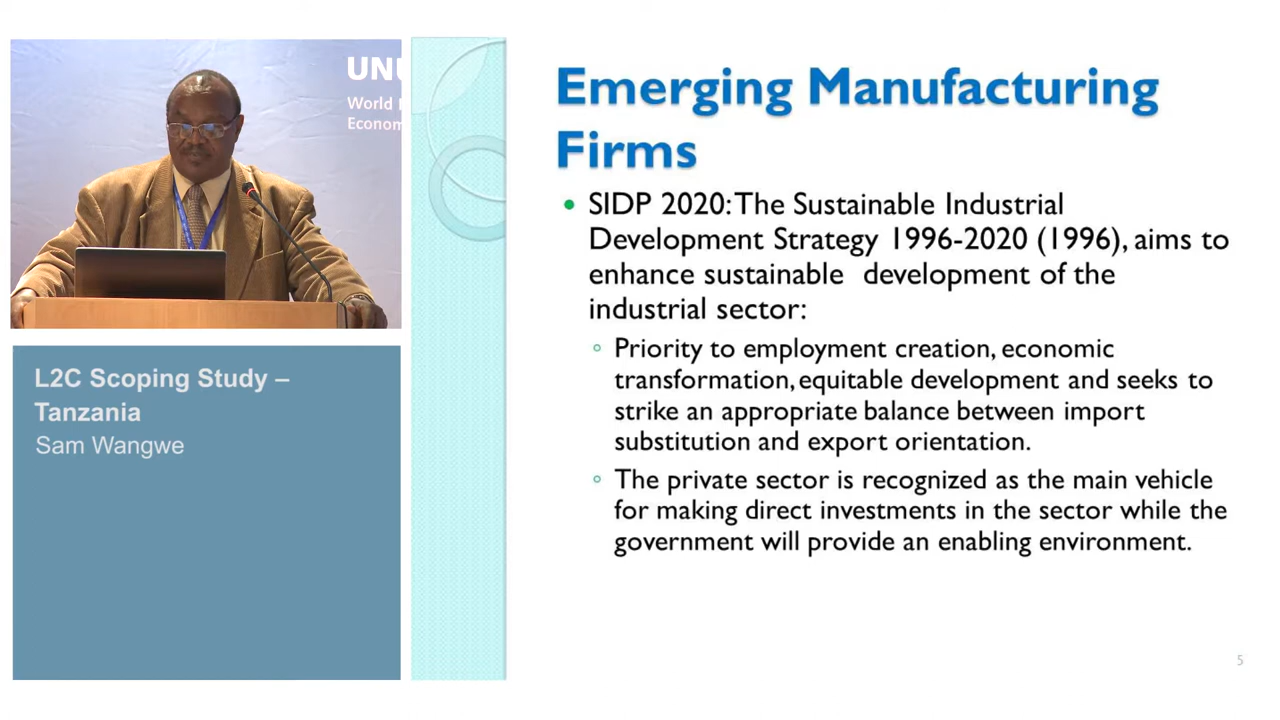 UNU
World
Econom
L2C Scoping Study –
Tanzania
Sam Wangwe
Emerging Manufacturing
Firms
• SIDP 2020: The Sustainable Industrial
Development Strategy 1996-2020 (1996), aims to
enhance sustainable  development of the
industrial sector:
◦ Priority to employment creation, economic
transformation, equitable development and seeks to
strike an appropriate balance between import
substitution and export orientation.
◦ The private sector is recognized as the main vehicle
for making direct investments in the sector while the
government will provide an enabling environment.
5